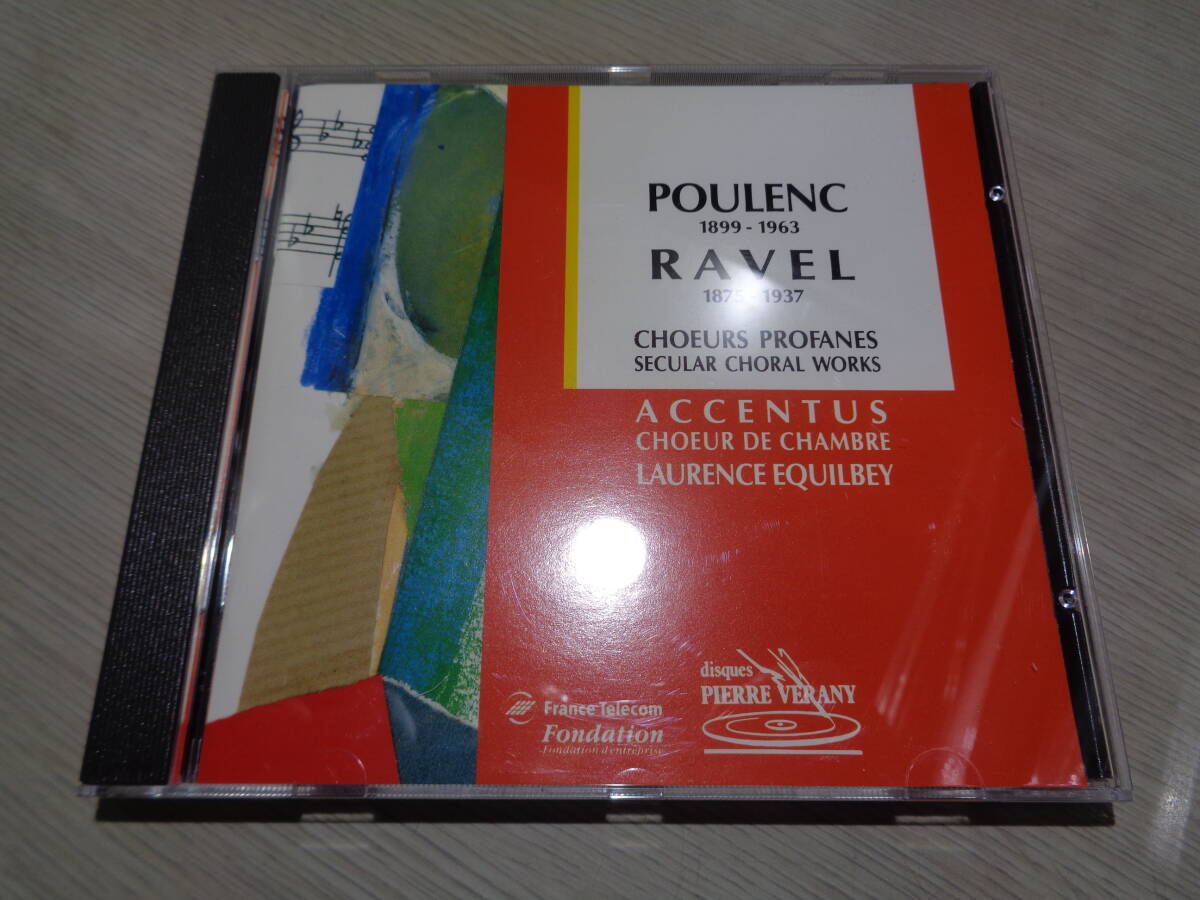 POULENC
1899 - 1963
RAVEL
1875 - 1937
CHOEURS PROFANES
SECULAR CHORAL WORKS
ACCENTUS
CHOEUR DE CHAMBRE
LAURENCE EQUILBEY
France Telecom
Fondation
Fondation d'entreprise
disques
PIERRE VERANY